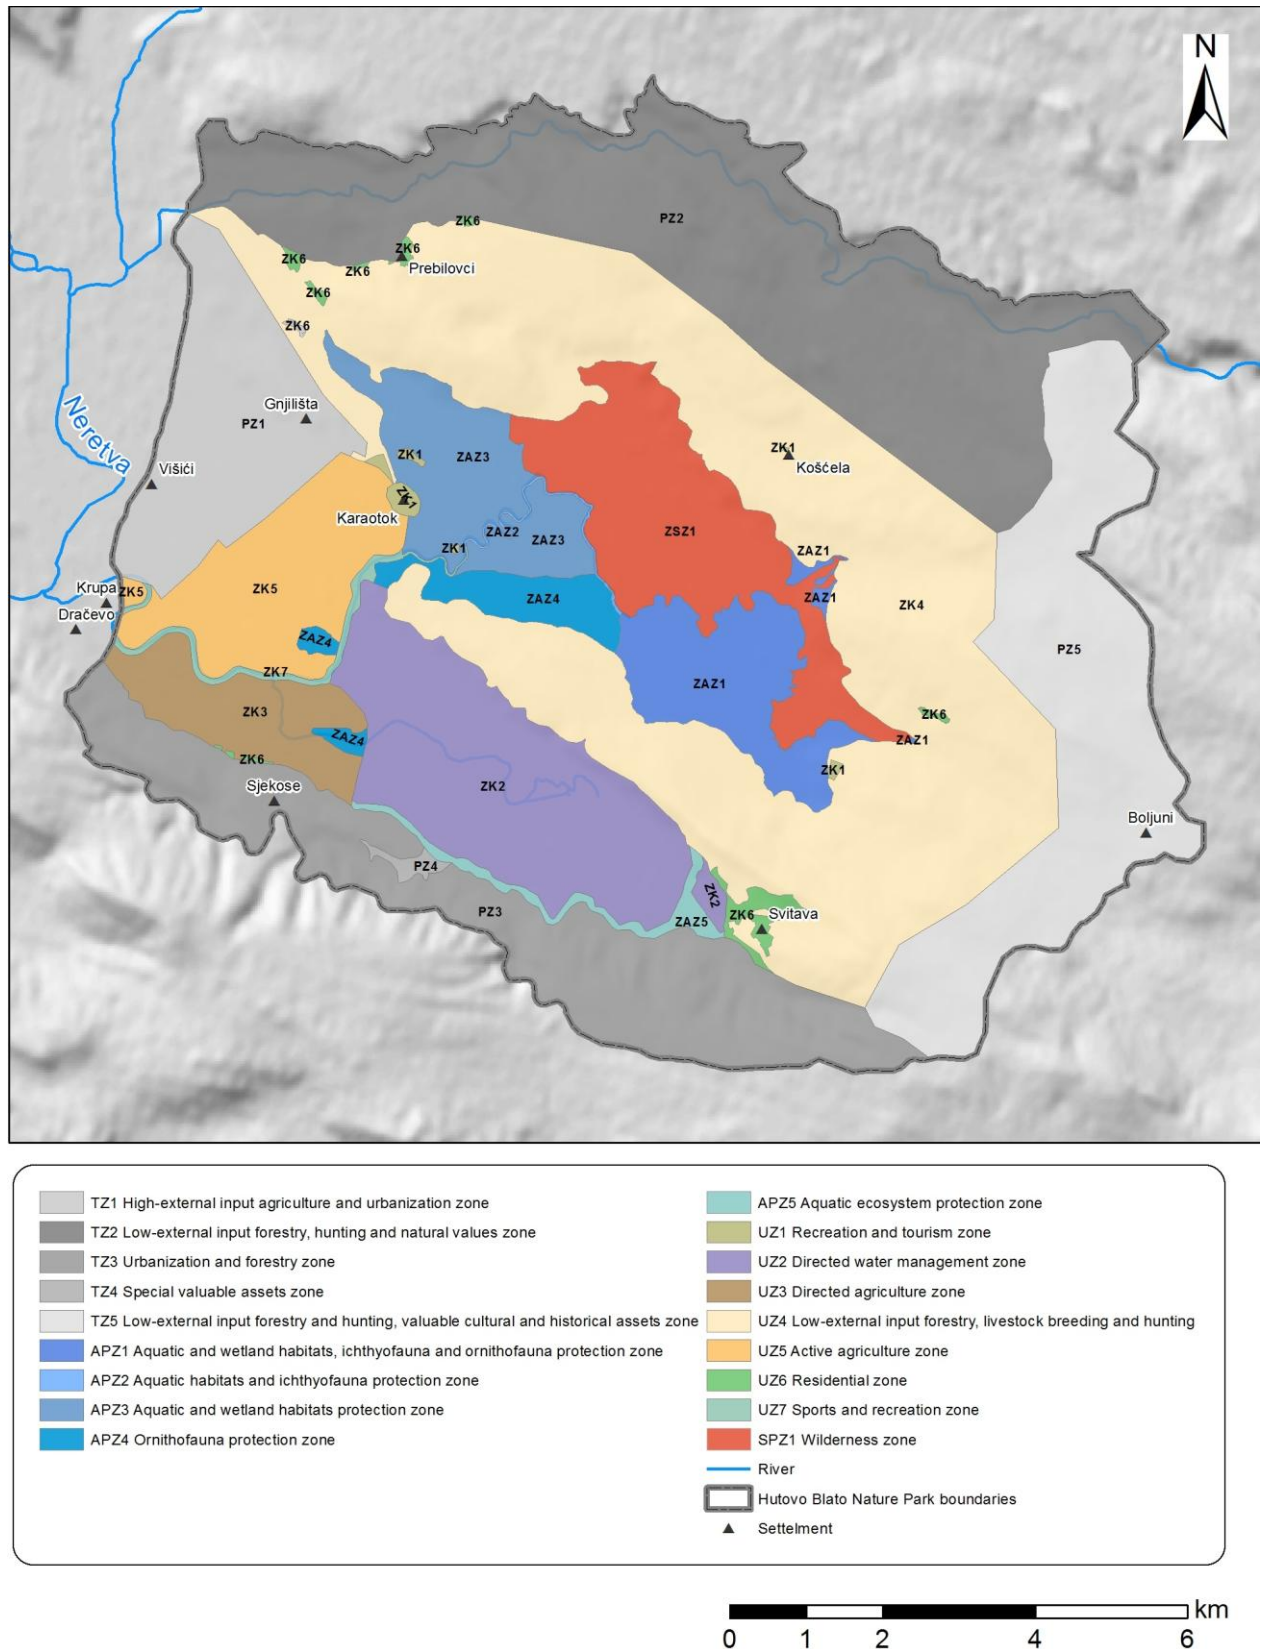 N
PZ2
ZK6
ZK6
Prebilovci
ZK6
ZK6
ZK6
ZK6
Neretva
Gnjilišta
PZ1
Višići
ZK1
ZAZ3
ZK1
Košćela
ZK1
Karaotok
ZAZ2
ZAZ3
ZSZ1
ZK1
ZAZ1
Krupa
ZK5
ZK5
ZAZ4
ZAZ1
ZK4
Dračevo
ZAZ4
PZ5
ZK7
ZAZ1
ZK3
ZAZ4
ZK6
ZAZ1
ZK6
Sjekose
ZK2
ZK1
Boljuni
PZ4
ZK2
PZ3
ZAZ5
ZK6
Svitava
TZ1 High-external input agriculture and urbanization zone
TZ2 Low-external input forestry, hunting and natural values zone
TZ3 Urbanization and forestry zone
TZ4 Special valuable assets zone
TZ5 Low-external input forestry and hunting, valuable cultural and historical assets zone
APZ1 Aquatic and wetland habitats, ichthyofauna and ornithofauna protection zone
APZ2 Aquatic habitats and ichthyofauna protection zone
APZ3 Aquatic and wetland habitats protection zone
APZ4 Ornithofauna protection zone
APZ5 Aquatic ecosystem protection zone
UZ1 Recreation and tourism zone
UZ2 Directed water management zone
UZ3 Directed agriculture zone
UZ4 Low-external input forestry, livestock breeding and hunting
UZ5 Active agriculture zone
UZ6 Residential zone
UZ7 Sports and recreation zone
SPZ1 Wilderness zone
River
Hutovo Blato Nature Park boundaries
Settelment
km
0 1 2 4 6